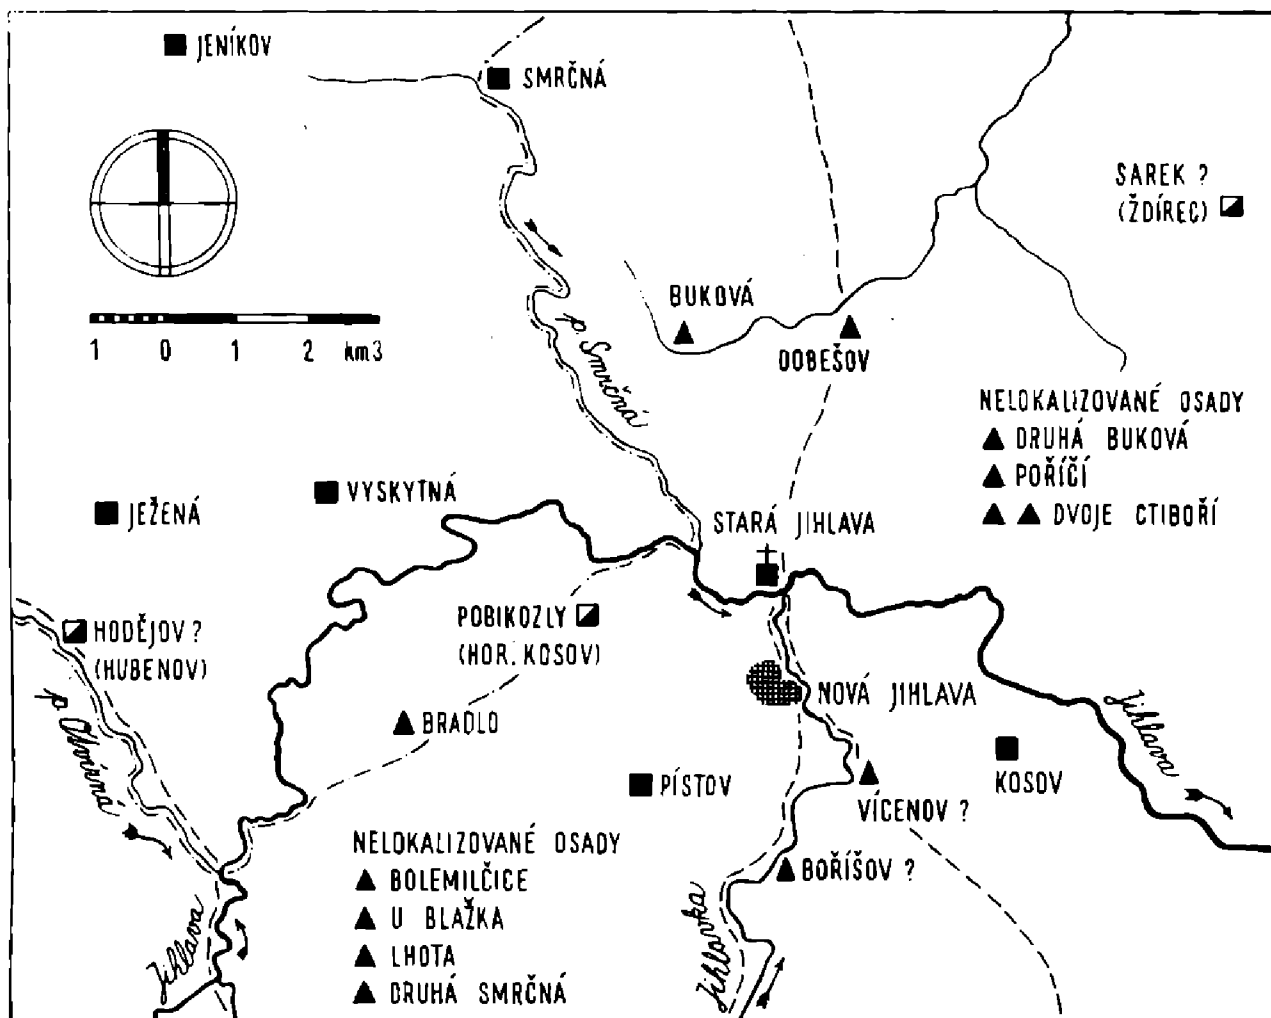 JENÍKOV
SMRČNÁ
SAREK ?
(ŽDÍREC)
BUKOVÁ
DOBEŠOV
1 0 1 2 km3
p. Smrčná
NELOKALIZOVANÉ OSADY
DRUHÁ BUKOVÁ
POŘÍČÍ
DVOJE CTIBOŘÍ
VYSKYTNÁ
JEŽENÁ
STARÁ JIHLAVA
HODĚJOV ?
(HUBENOV)
POBIKOZLY
(HOR. KOSOV)
NOVÁ JIHLAVA
BRADLO
p.
Jihlava
KOSOV
PÍSTOV
VÍCENOV ?
NELOKALIZOVANÉ OSADY
BOLEMILČICE
U BLAŽKA
LHOTA
DRUHÁ SMRČNÁ
BOŘÍŠOV ?
Jihlava
Jihlavka